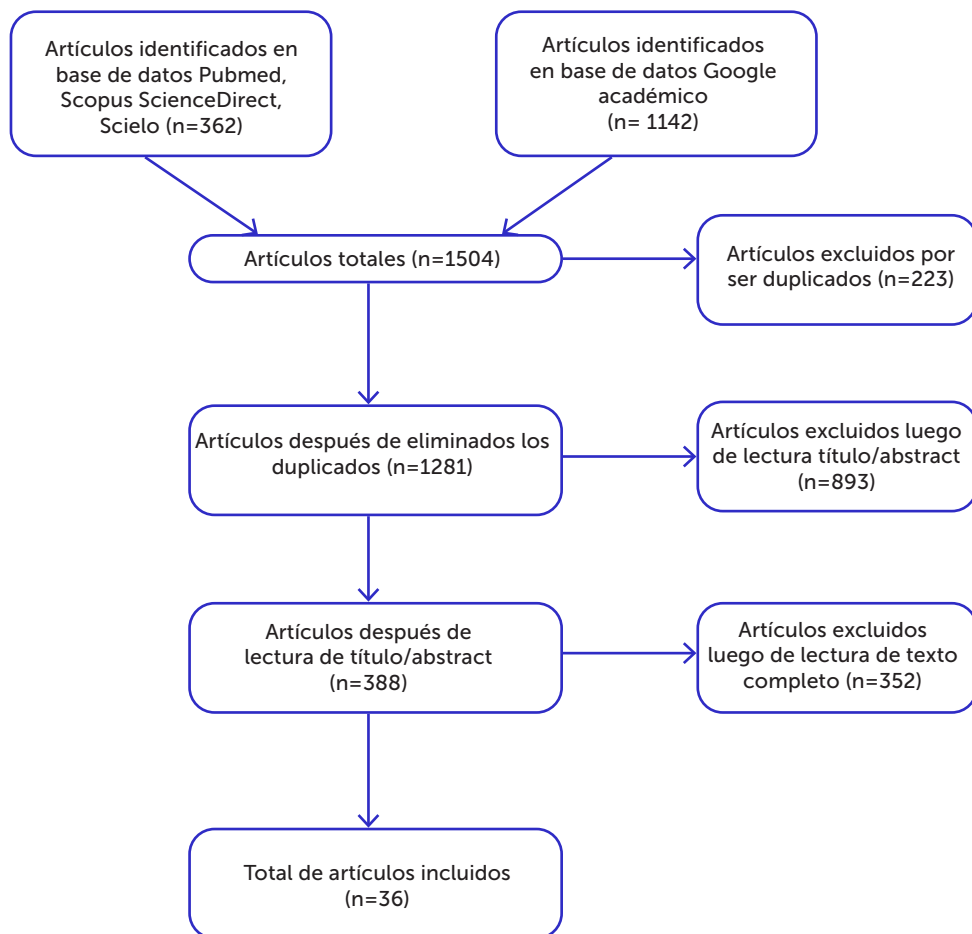 Artículos identificados en
base de datos Pubmed,
Scopus ScienceDirect,
Scielo (n=362)
Artículos identificados
en base de datos Google
académico
(n= 1142)
Artículos totales (n=1504)
Artículos excluidos por
ser duplicados (n=223)
Artículos después de eliminados los
duplicados (n=1281)
Artículos excluidos luego
de lectura título/abstract
(n=893)
Artículos después de
lectura de título/abstract
(n=388)
Artículos excluidos
luego de lectura de texto
completo (n=352)
Total de artículos incluidos
(n=36)